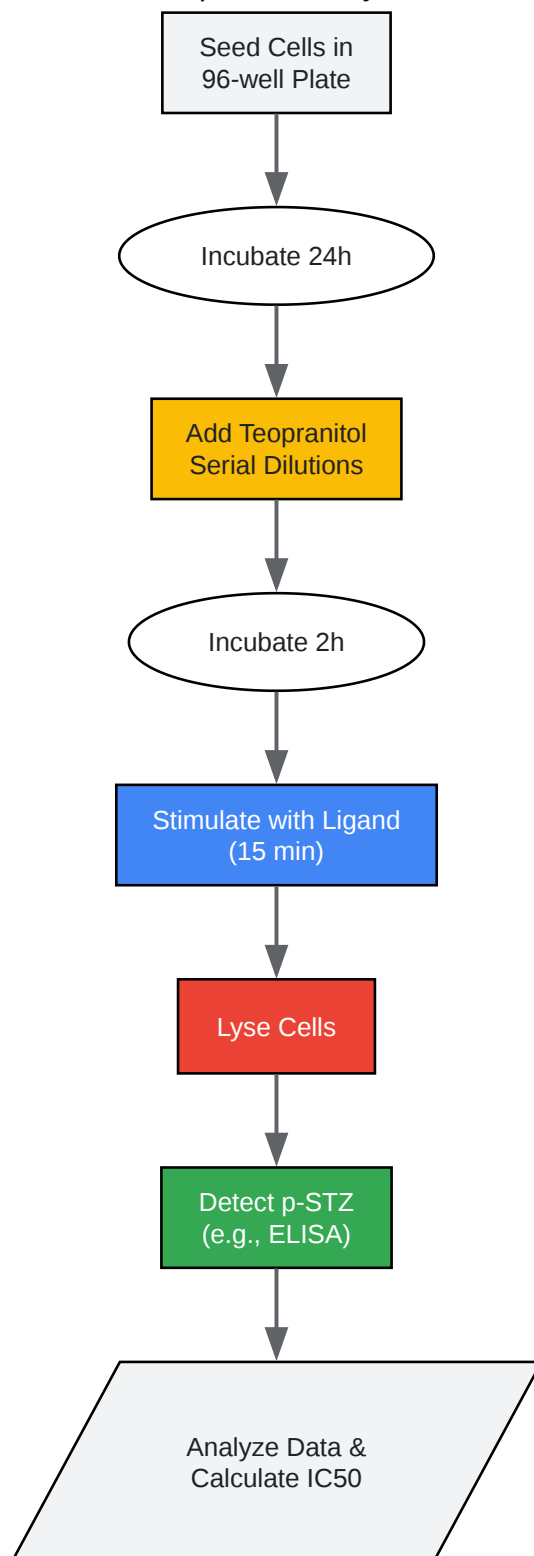 Seed Cells in
96-well Plate
Incubate 24h
Add Teopranitol
Serial Dilutions
Incubate 2h
Stimulate with Ligand
(15 min)
Lyse Cells
Detect p-STZ
(e.g., ELISA)
Analyze Data &
Calculate IC50